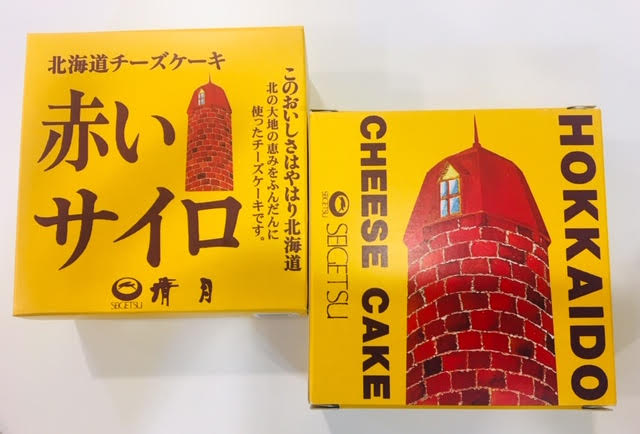 北海道チーズケーキ
赤い
サイロ
このおいしさはやはり北海道
北の大地の恵みをふんだんに
使ったチーズケーキです。
SEIGETSU
清月
HOKKAIDO
CHEESE CAKE
SEIGETSU
SEIGETSU